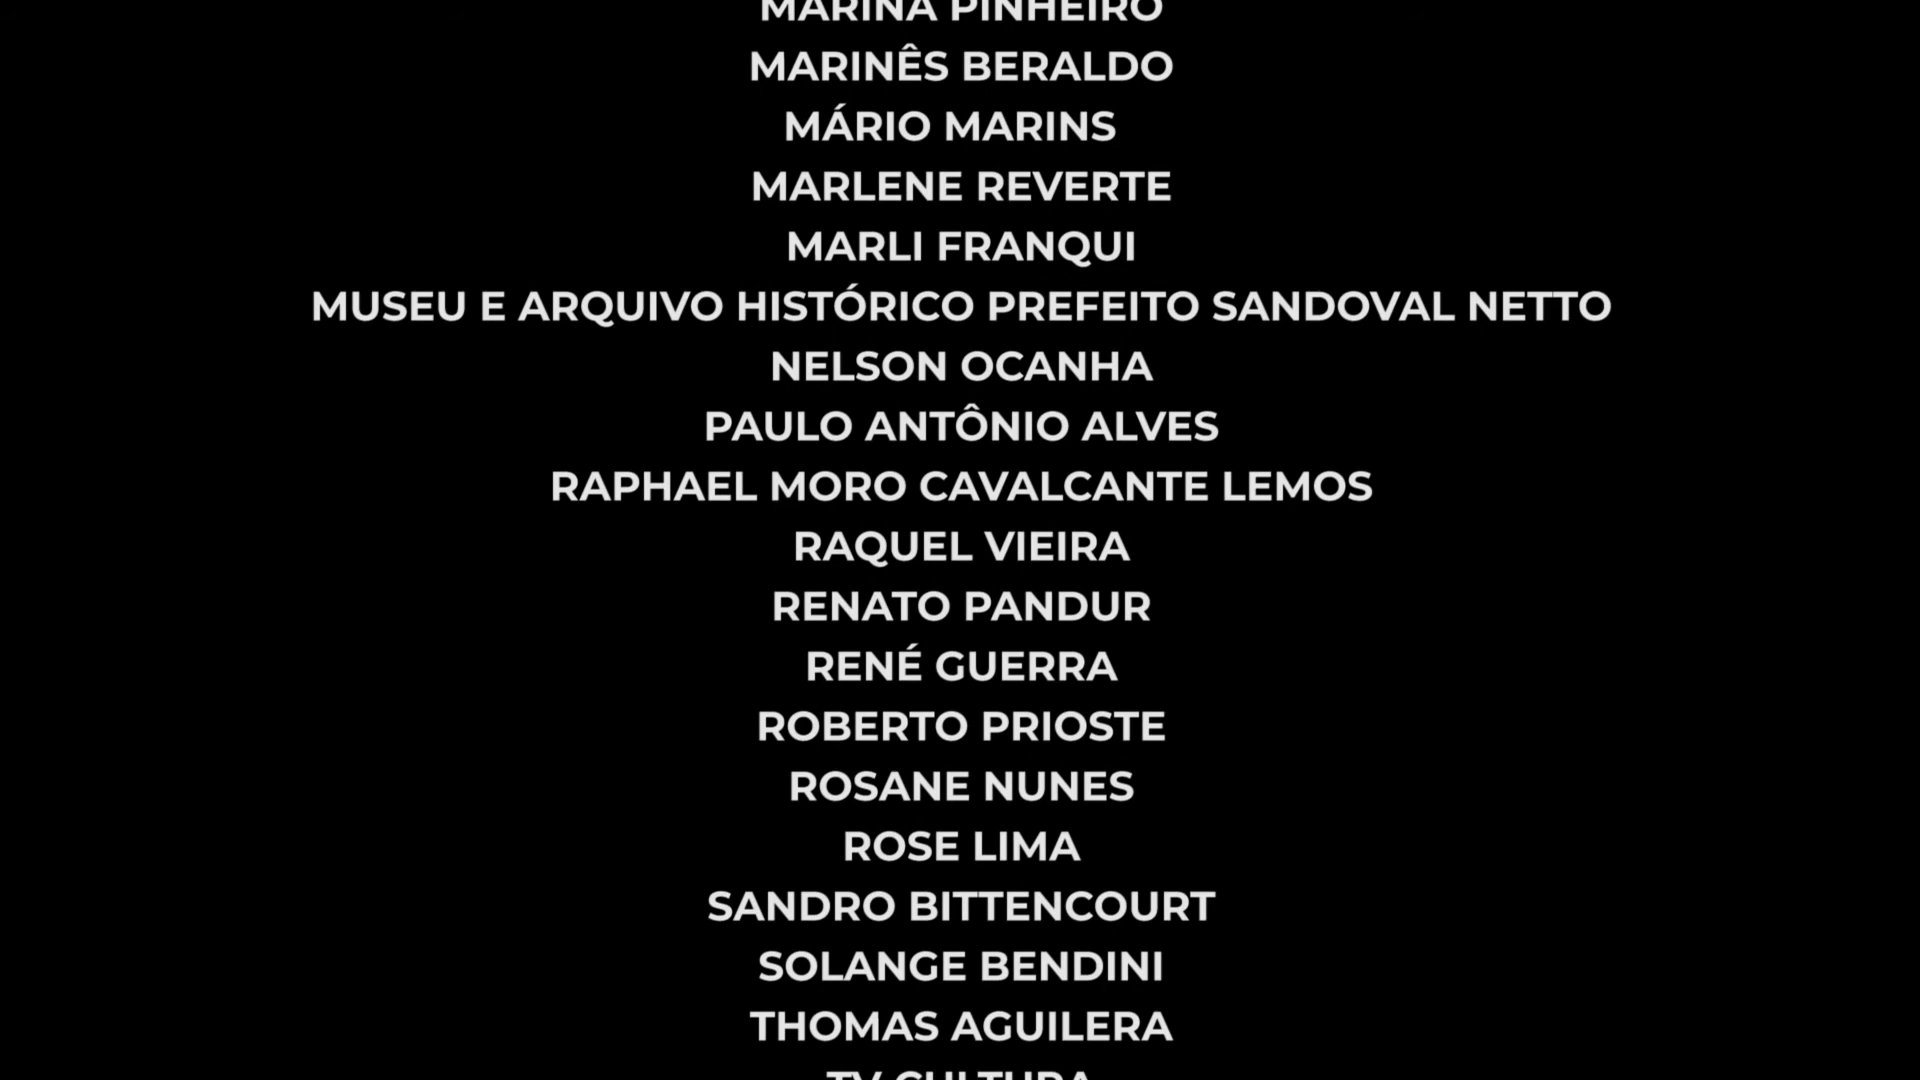 MARINA PINHEIRO
MARINÊS BERALDO
MÁRIO MARINS
MARLENE REVERTE
MARLI FRANQUI
MUSEU E ARQUIVO HISTÓRICO PREFEITO SANDOVAL NETTO
NELSON OCANHA
PAULO ANTÔNIO ALVES
RAPHAEL MORO CAVALCANTE LEMOS
RAQUEL VIEIRA
RENATO PANDUR
RENÉ GUERRA
ROBERTO PRIOSTE
ROSANE NUNES
ROSE LIMA
SANDRO BITTENCOURT
SOLANGE BENDINI
THOMAS AGUILERA
TV CULTURA